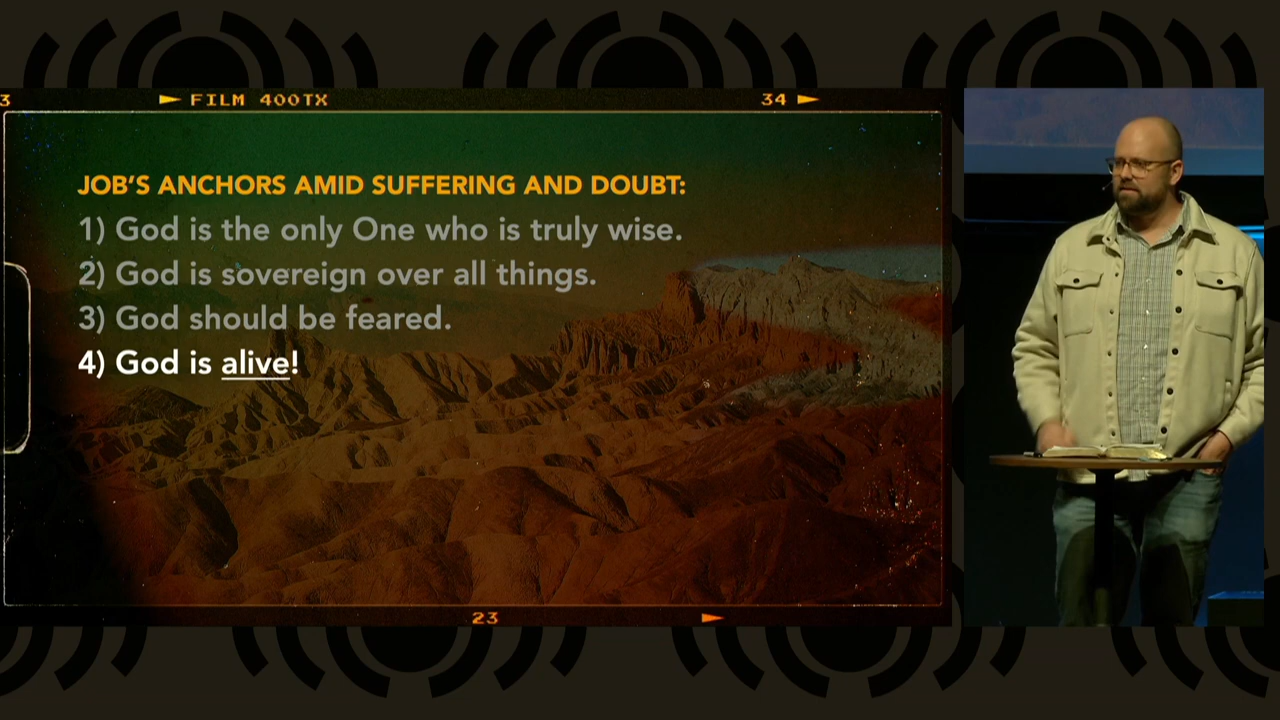 3
FILM 400TX
34
JOB'S ANCHORS AMID SUFFERING AND DOUBT:
1) God is the only One who is truly wise.
2) God is sovereign over all things.
3) God should be feared.
4) God is alive!
23